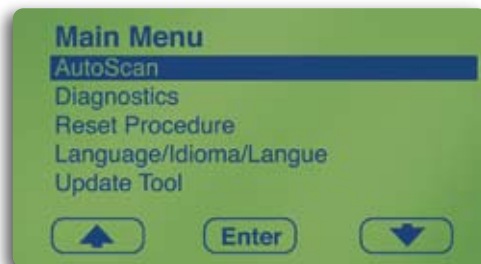 Main Menu
AutoScan
Diagnostics
Reset Procedure
Language/Idioma/Langue
Update Tool
Enter